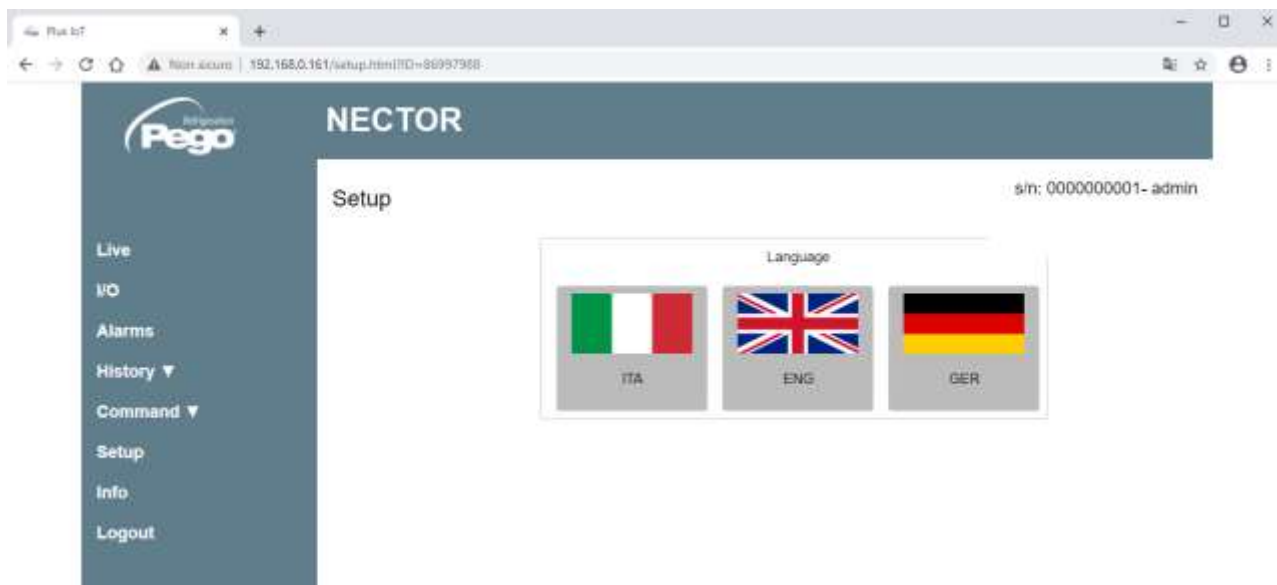 Plus IoT
Non sicuro | 192.168.0.161/setup.html?ID=86997988
Pego
NECTOR
Setup
s/n: 0000000001- admin
Live
I/O
Alarms
History ▼
Command ▼
Setup
Info
Logout
Language
ITA
ENG
GER